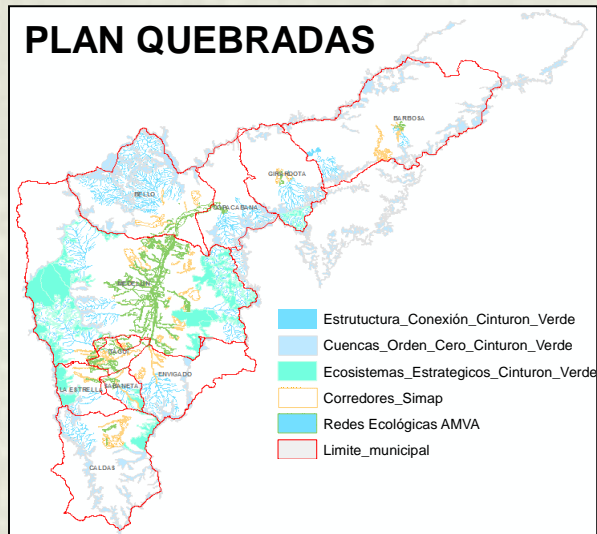 PLAN QUEBRADAS
BARBOSA
GIRARDOTA
BELLO
COPACABANA
MEDELLIN
ITAGUI
ENVIGADO
LA ESTRELLA
SABANETA
CALDAS
Estrutuctura_Conexión_Cinturon_Verde
Cuencas_Orden_Cero_Cinturon_Verde
Ecosistemas_Estrategicos_Cinturon_Verde
Corredores_Simap
Redes Ecológicas AMVA
Limite_municipal